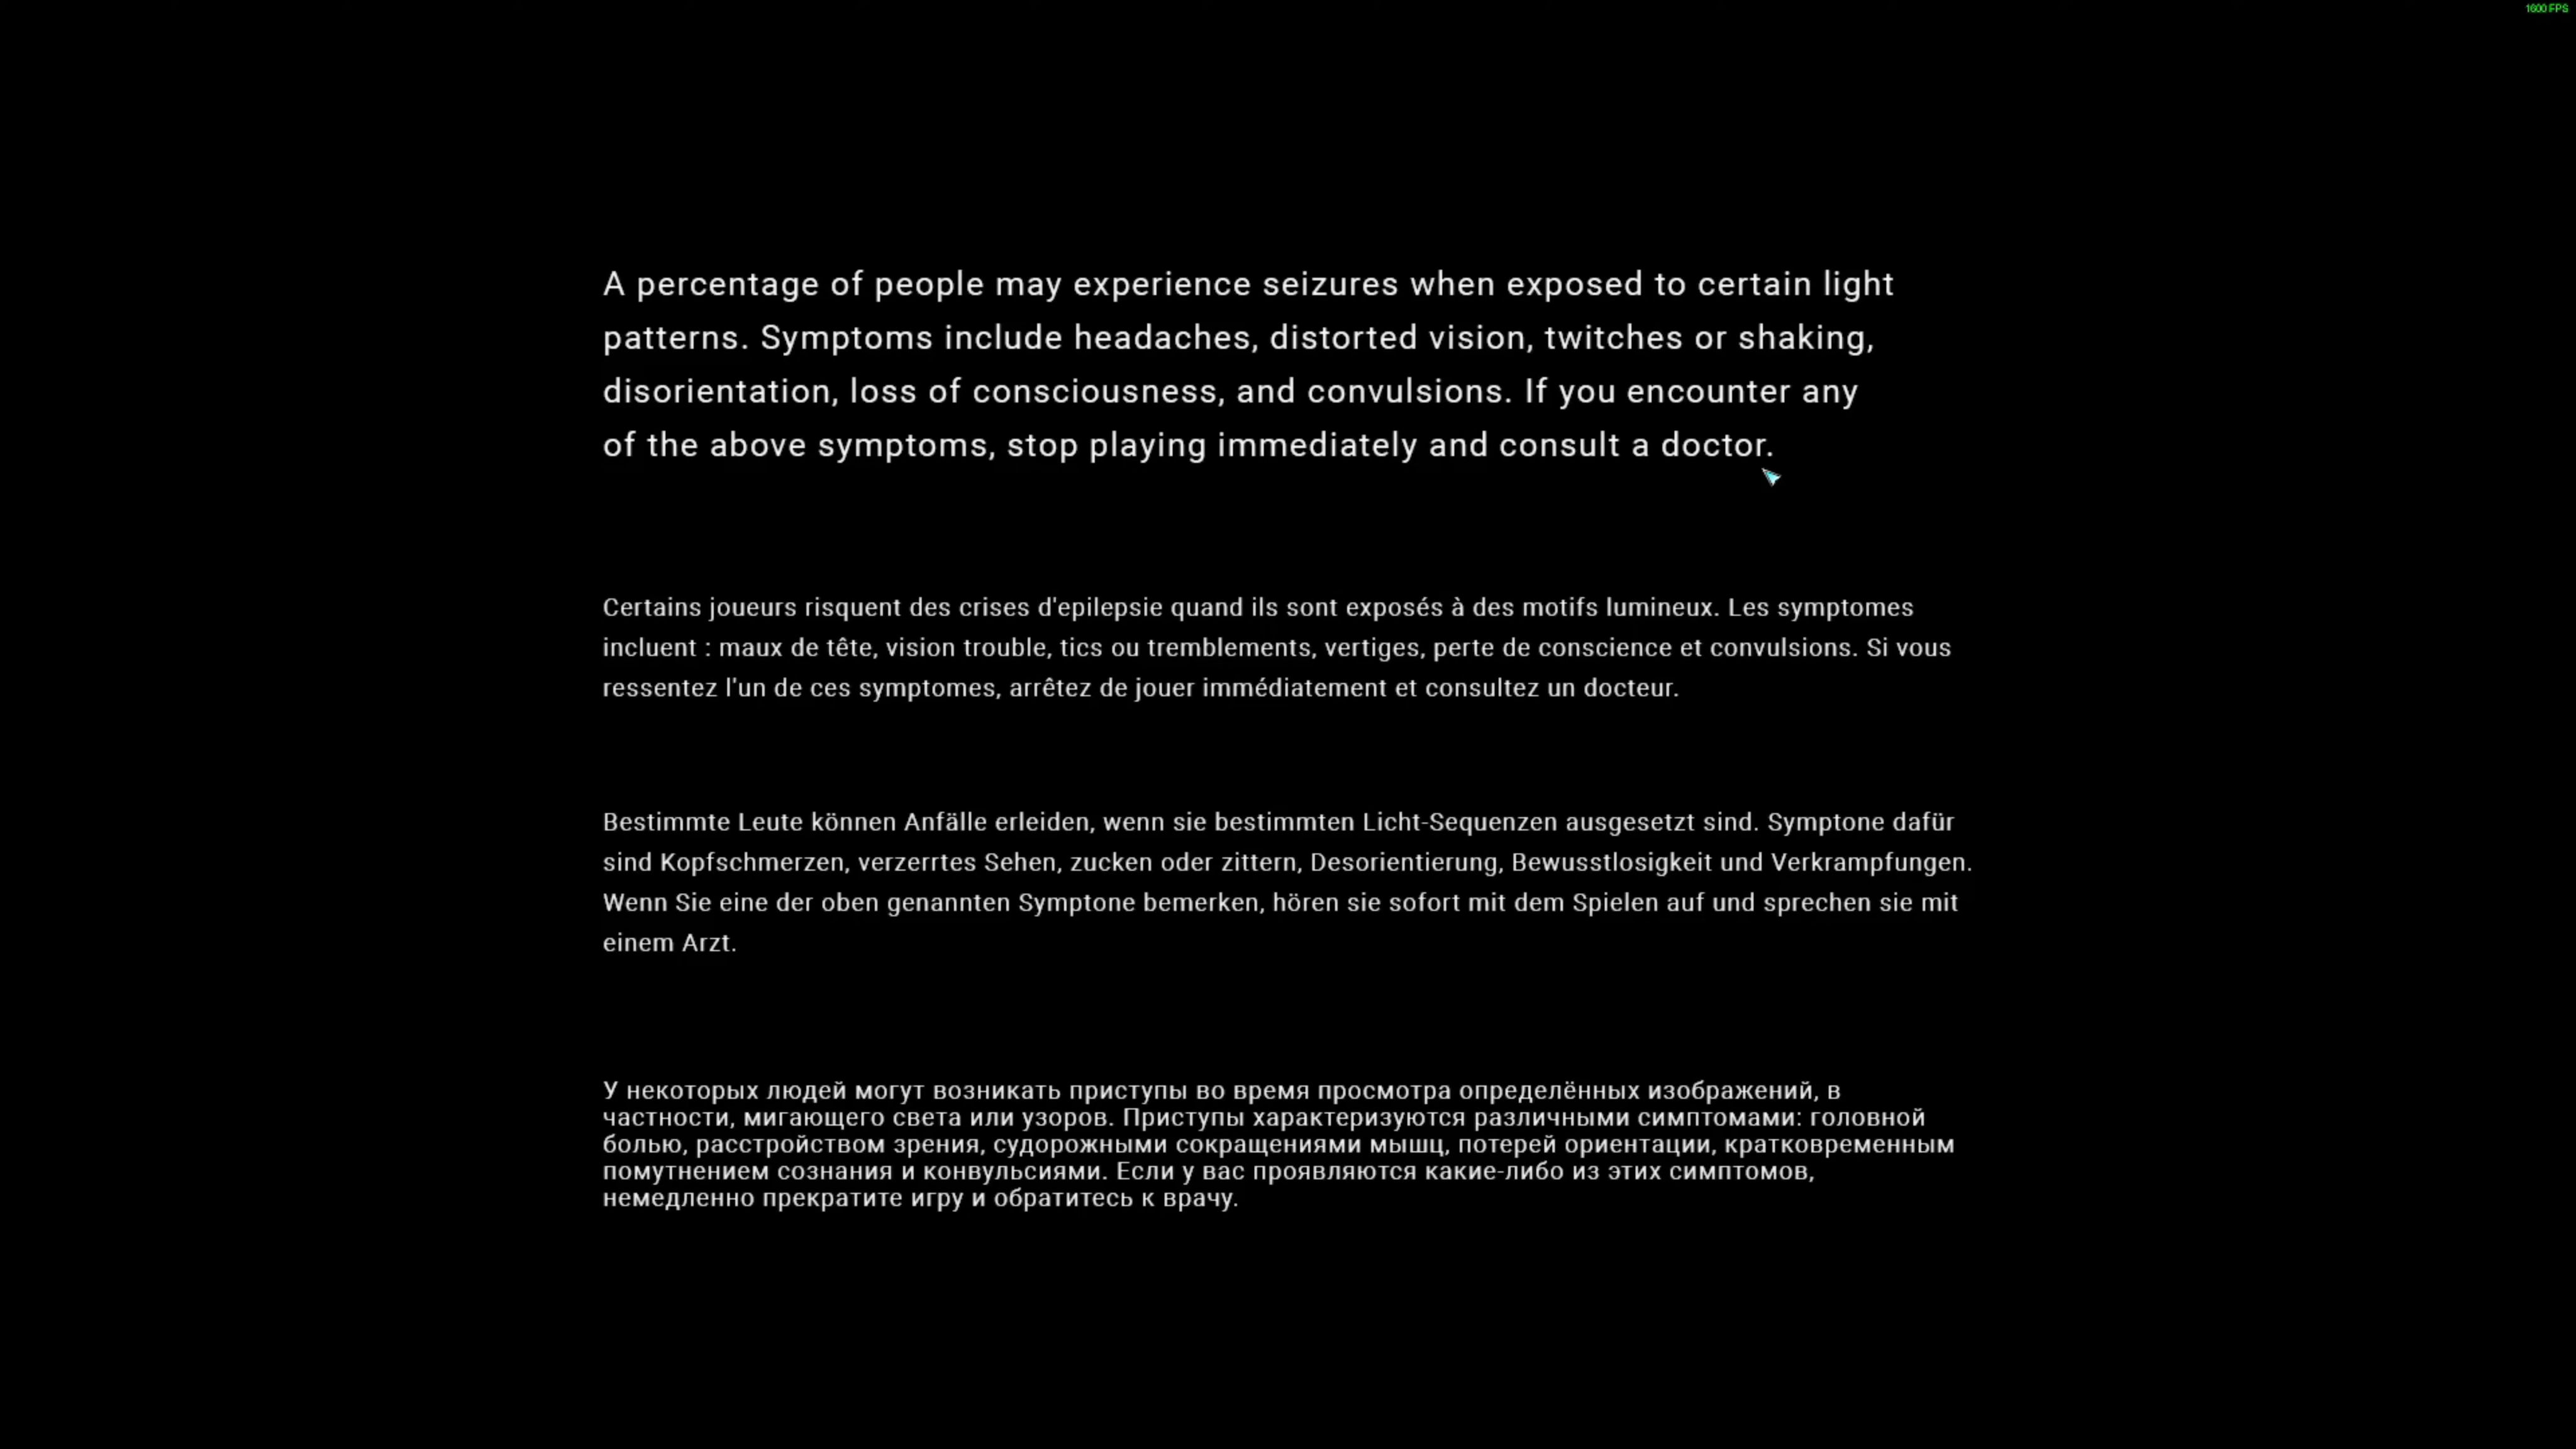 1600 FPS
A percentage of people may experience seizures when exposed to certain light
patterns. Symptoms include headaches, distorted vision, twitches or shaking,
disorientation, loss of consciousness, and convulsions. If you encounter any
of the above symptoms, stop playing immediately and consult a doctor.
Certains joueurs risquent des crises d'epilepsie quand ils sont exposés à des motifs lumineux. Les symptomes
incluent : maux de tête, vision trouble, tics ou tremblements, vertiges, perte de conscience et convulsions. Si vous
ressentez l'un de ces symptomes, arrêtez de jouer immédiatement et consultez un docteur.
Bestimmte Leute können Anfälle erleiden, wenn sie bestimmten Licht-Sequenzen ausgesetzt sind. Symptone dafür
sind Kopfschmerzen, verzerrtes Sehen, zucken oder zittern, Desorientierung, Bewusstlosigkeit und Verkrampfungen.
Wenn Sie eine der oben genannten Symptone bemerken, hören sie sofort mit dem Spielen auf und sprechen sie mit
einem Arzt.
У некоторых людей могут возникать приступы во время просмотра определённых изображений, в
частности, мигающего света или узоров. Приступы характеризуются различными симптомами: головной
болью, расстройством зрения, судорожными сокращениями мышц, потерей ориентации, кратковременным
помутнением сознания и конвульсиями. Если у вас проявляются какие-либо из этих симптомов,
немедленно прекратите игру и обратитесь к врачу.